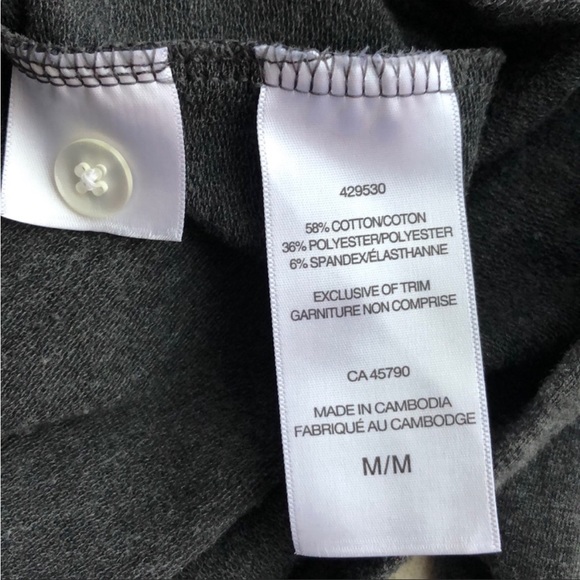 429530
58% COTTON/COTON
36% POLYESTER/POLYESTER
6% SPANDEX/ÉLASTHANNE
EXCLUSIVE OF TRIM
GARNITURE NON COMPRISE
CA 45790
MADE IN CAMBODIA
FABRIQUÉ AU CAMBODGE
M/M